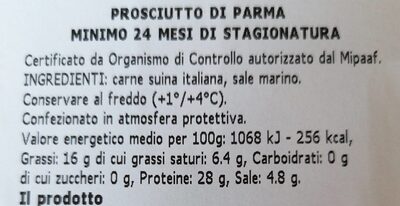 PROSCIUTTO DI PARMA
MINIMO 24 MESI DI STAGIONATURA
Certificato da Organismo di Controllo autorizzato dal Mipaaf.
INGREDIENTI: carne suina italiana, sale marino.
Conservare al freddo (+1°/+4°C).
Confezionato in atmosfera protettiva.
Valore energetico medio per 100g: 1068 kJ - 256 kcal,
Grassi: 16 g di cui grassi saturi: 6.4 g, Carboidrati: 0 g
di cui zuccheri: 0 g, Proteine: 28 g, Sale: 4.8 g.
Il prodotto